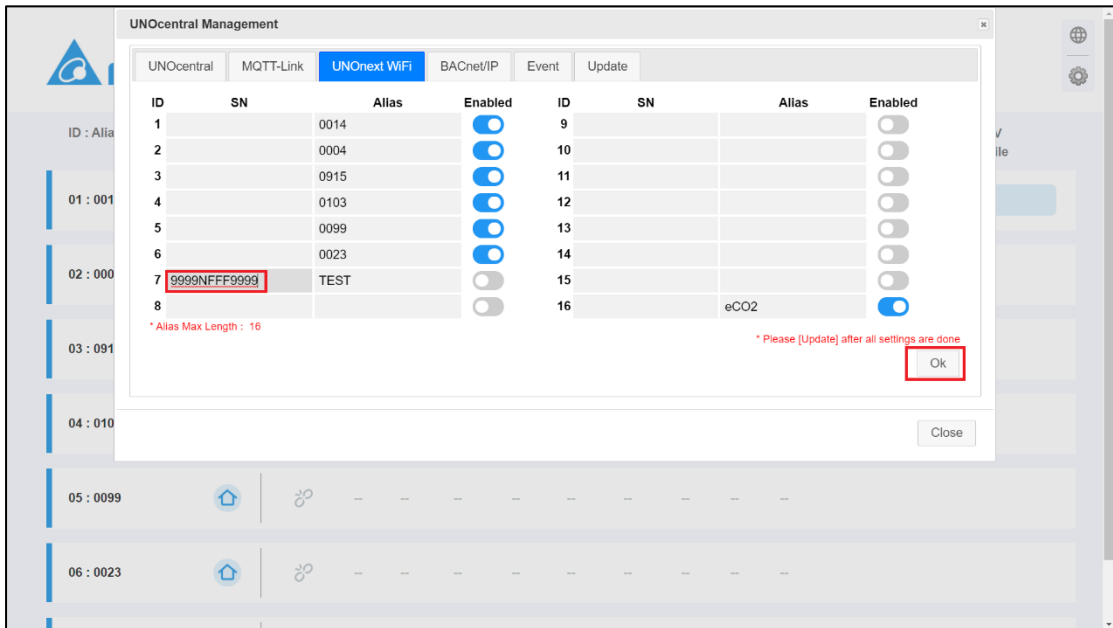 UNOcentral Management
UNOcentral MQTT-Link UNOnext WiFi BACnet/IP Event Update
ID SN Alias Enabled ID SN Alias Enabled
1 0014 9
2 0004 10
3 0915 11
4 0103 12
5 0099 13
6 0023 14
7 9999NFFF9999 TEST 15
8 16 eCO2
* Alias Max Length : 16
* Please [Update] after all settings are done
Ok
Close
ID : Alia
01 : 001
02 : 000
03 : 091
04 : 010
05 : 0099 -- -- -- -- -- -- -- --
06 : 0023 -- -- -- -- -- -- -- --